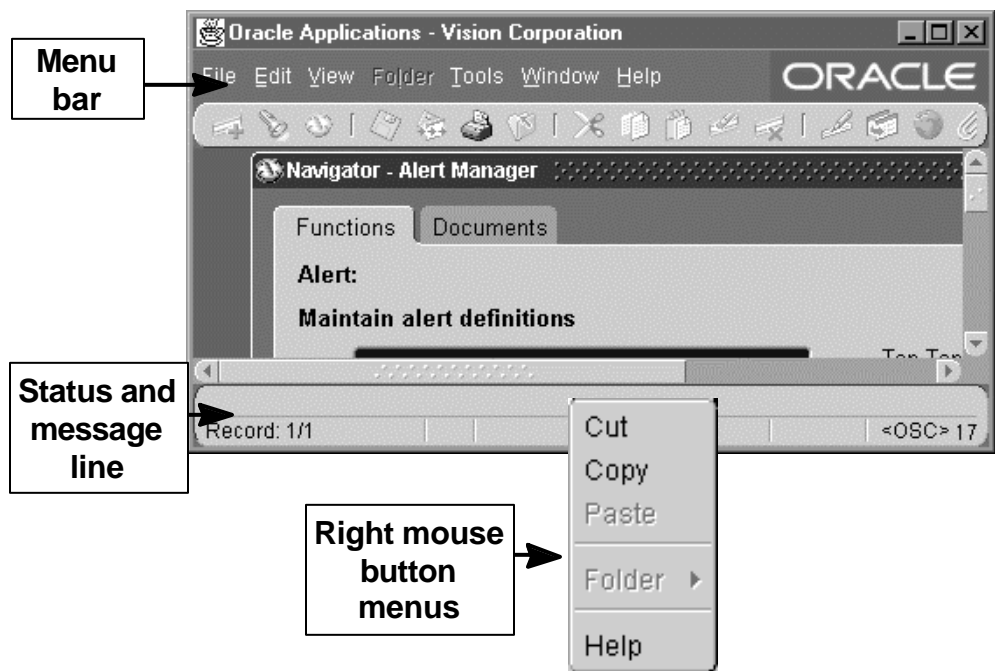 Oracle Applications - Vision Corporation
Menu
bar
File Edit View Folder Tools Window Help
ORACLE
Navigator - Alert Manager
Functions
Documents
Alert:
Maintain alert definitions
Top Ten
Status and
message
line
Record: 1/1
<OSC> 17
Cut
Copy
Paste
Right mouse
button
menus
Folder
Help